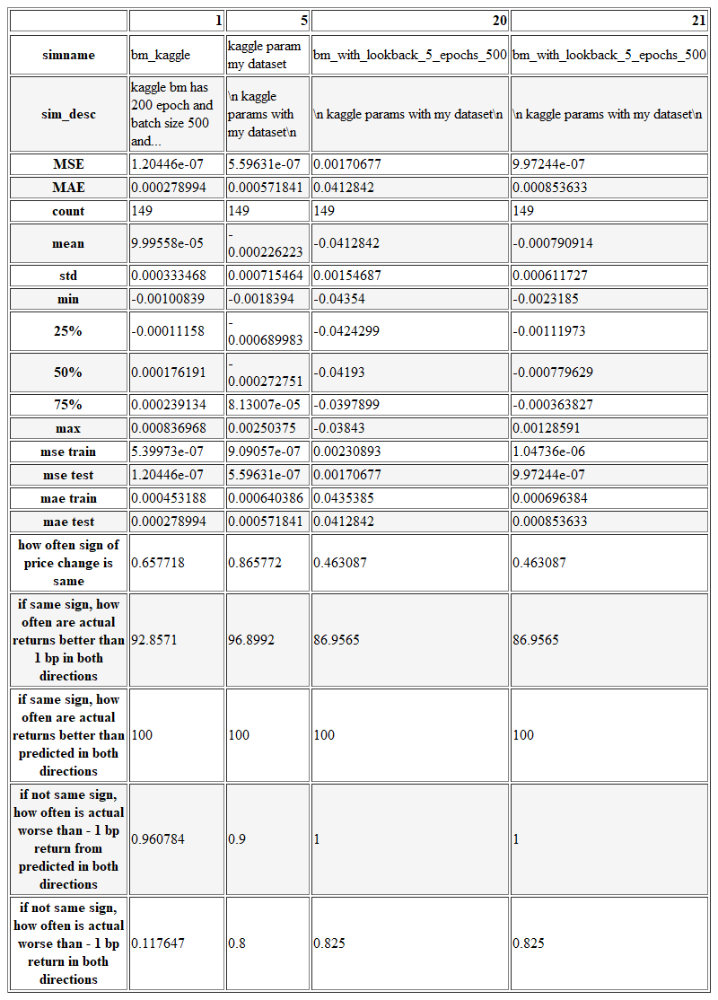 1 5 20 21
simname bm_kaggle kaggle param my dataset bm_with_lookback_5_epochs_500 bm_with_lookback_5_epochs_500
sim_desc kaggle bm has 200 epoch and batch size 500 and... \n kaggle params with my dataset\n \n kaggle params with my dataset\n \n kaggle params with my dataset\n
MSE 1.20446e-07 5.59631e-07 0.00170677 9.97244e-07
MAE 0.000278994 0.000571841 0.0412842 0.000853633
count 149 149 149 149
mean 9.99558e-05 -0.000226223 -0.0412842 -0.000790914
std 0.000333468 0.000715464 0.00154687 0.000611727
min -0.00100839 -0.0018394 -0.04354 -0.0023185
25% -0.00011158 -0.000689983 -0.0424299 -0.00111973
50% 0.000176191 -0.000272751 -0.04193 -0.000779629
75% 0.000239134 8.13007e-05 -0.0397899 -0.000363827
max 0.000836968 0.00250375 -0.03843 0.00128591
mse train 5.39973e-07 9.09057e-07 0.00230893 1.04736e-06
mse test 1.20446e-07 5.59631e-07 0.00170677 9.97244e-07
mae train 0.000453188 0.000640386 0.0435385 0.000696384
mae test 0.000278994 0.000571841 0.0412842 0.000853633
how often sign of price change is same 0.657718 0.865772 0.463087 0.463087
if same sign, how often are actual returns better than 1 bp in both directions 92.8571 96.8992 86.9565 86.9565
if same sign, how often are actual returns better than predicted in both directions 100 100 100 100
if not same sign, how often is actual worse than - 1 bp return from predicted in both directions 0.960784 0.9 1 1
if not same sign, how often is actual worse than - 1 bp return in both directions 0.117647 0.8 0.825 0.825